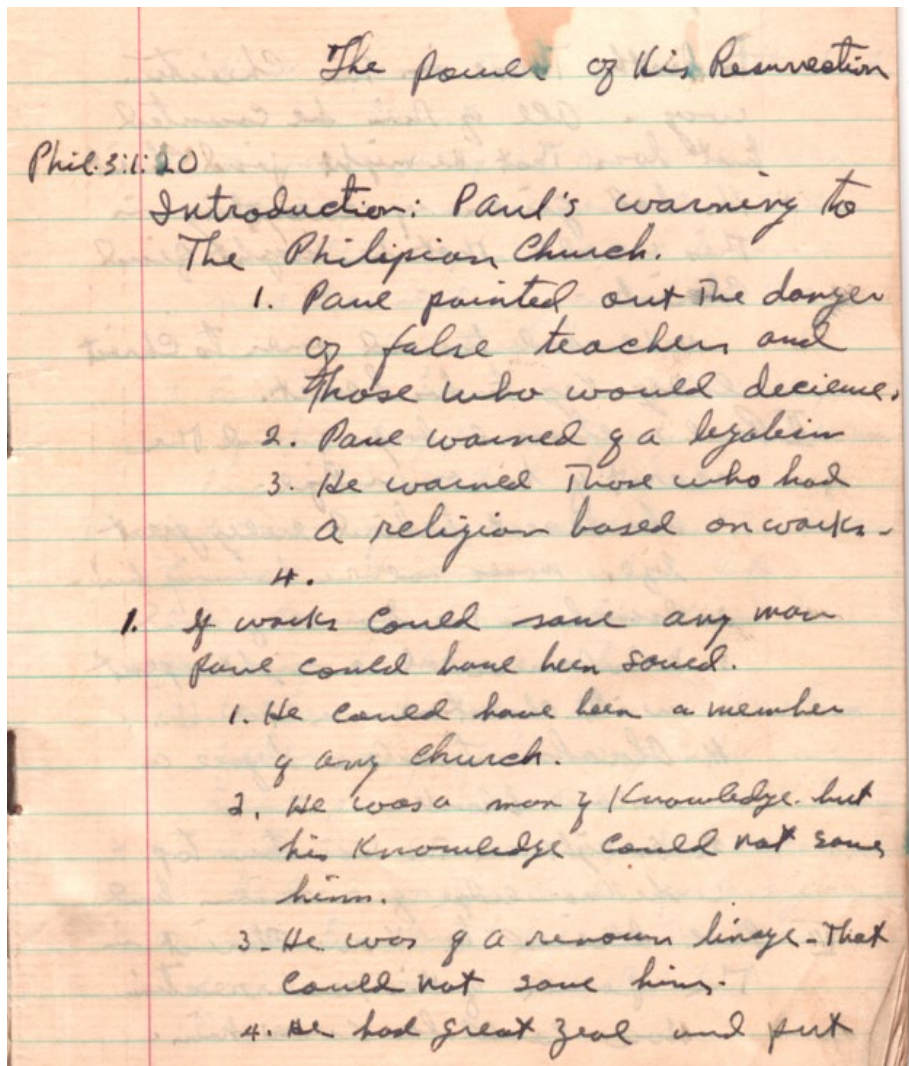 The Power of His Resurrection
Phil. 3:1:20
Introduction: Paul's warning to
The Philipian Church.
1. Paul pointed out The danger
of false teachers and
Those who would decieve.
2. Paul warned of a legalism
3. He warned Those who had
a religion based on works.
4.
1. If works could save any man
Paul could have been saved.
1. He could have been a member
of any church.
2. He was a man of Knowledge. but
his Knowledge could not save
him.
3. He was of a renown linage - That
could not save him.
4. He had great zeal and put